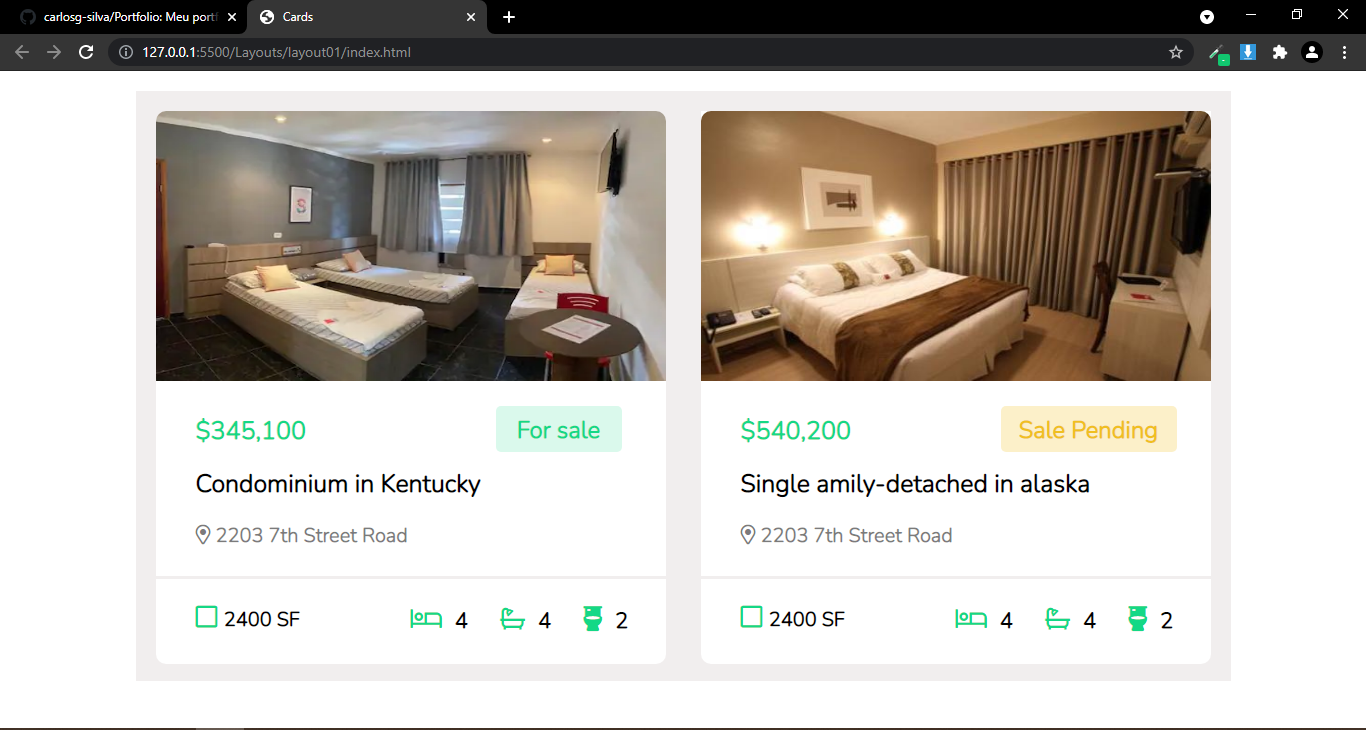 carlosg-silva/Portfolio: Meu portf
Cards
127.0.0.1:5500/Layouts/layout01/index.html
$345,100
For sale
Condominium in Kentucky
2203 7th Street Road
2400 SF
4
4
2
$540,200
Sale Pending
Single amily-detached in alaska
2203 7th Street Road
2400 SF
4
4
2